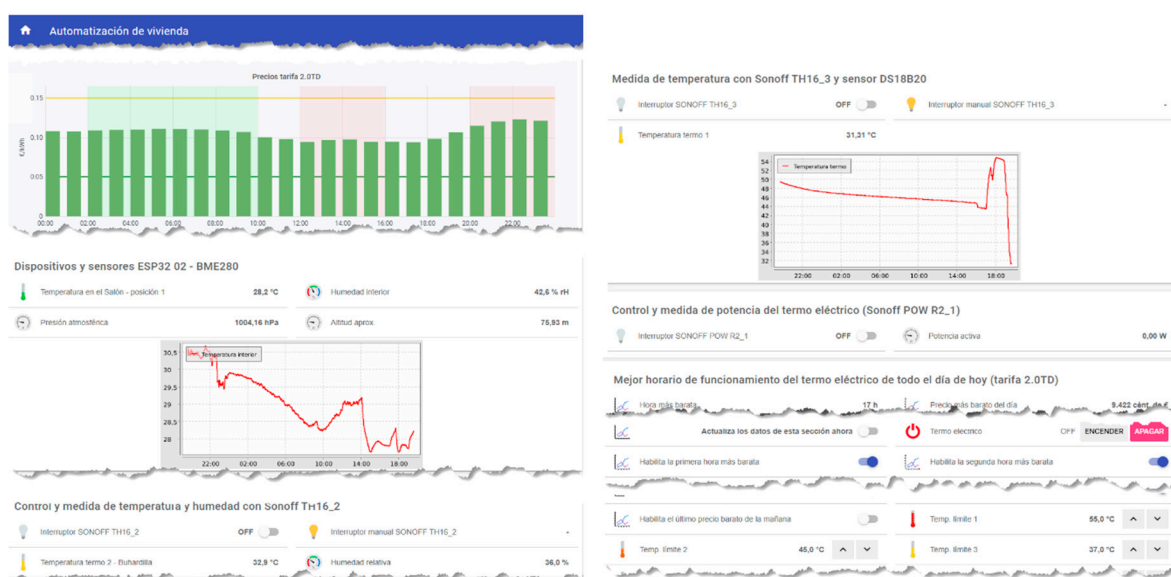 Automatización de vivienda
Precios tarifa 2.0TD
€/kWh
0.15
0.10
0.05
0
00:00 02:00 04:00 06:00 08:00 10:00 12:00 14:00 16:00 18:00 20:00 22:00
Dispositivos y sensores ESP32 02 - BME280
Temperatura en el Salón - posición 1 28,2 °C Humedad Interior 42,6 % rH
Presión atmosférica 1004,16 hPa Altitud aprox. 75,93 m
Temperatura interior
30,5
30
29,5
29
28,5
28
22:00 02:00 06:00 10:00 14:00 18:00
Control y medida de temperatura y humedad con Sonoff TH16_2
Interruptor SONOFF TH16_2 OFF Interruptor manual SONOFF TH16_2 -
Temperatura termo 2 - Buhardilla 32,9 °C Humedad relativa 36,0 %
Medida de temperatura con Sonoff TH16_3 y sensor DS18B20
Interruptor SONOFF TH16_3 OFF Interruptor manual SONOFF TH16_3 -
Temperatura termo 1 31,31 °C
Temperatura termo
54
52
50
48
46
44
42
40
38
36
34
32
22:00 02:00 06:00 10:00 14:00 18:00
Control y medida de potencia del termo eléctrico (Sonoff POW R2_1)
Interruptor SONOFF POW R2_1 OFF Potencia activa 0,00 W
Mejor horario de funcionamiento del termo eléctrico de todo el día de hoy (tarifa 2.0TD)
Hora más barata 17 h Precio más barato del día 9.422 cént. de €
Actualiza los datos de esta sección ahora Termo eléctrico OFF ENCENDER APAGAR
Habilita la primera hora más barata Habilita la segunda hora más barata
Habilita el último precio barato de la mañana Temp. límite 1 55,0 °C
Temp. límite 2 45,0 °C Temp. límite 3 37,0 °C